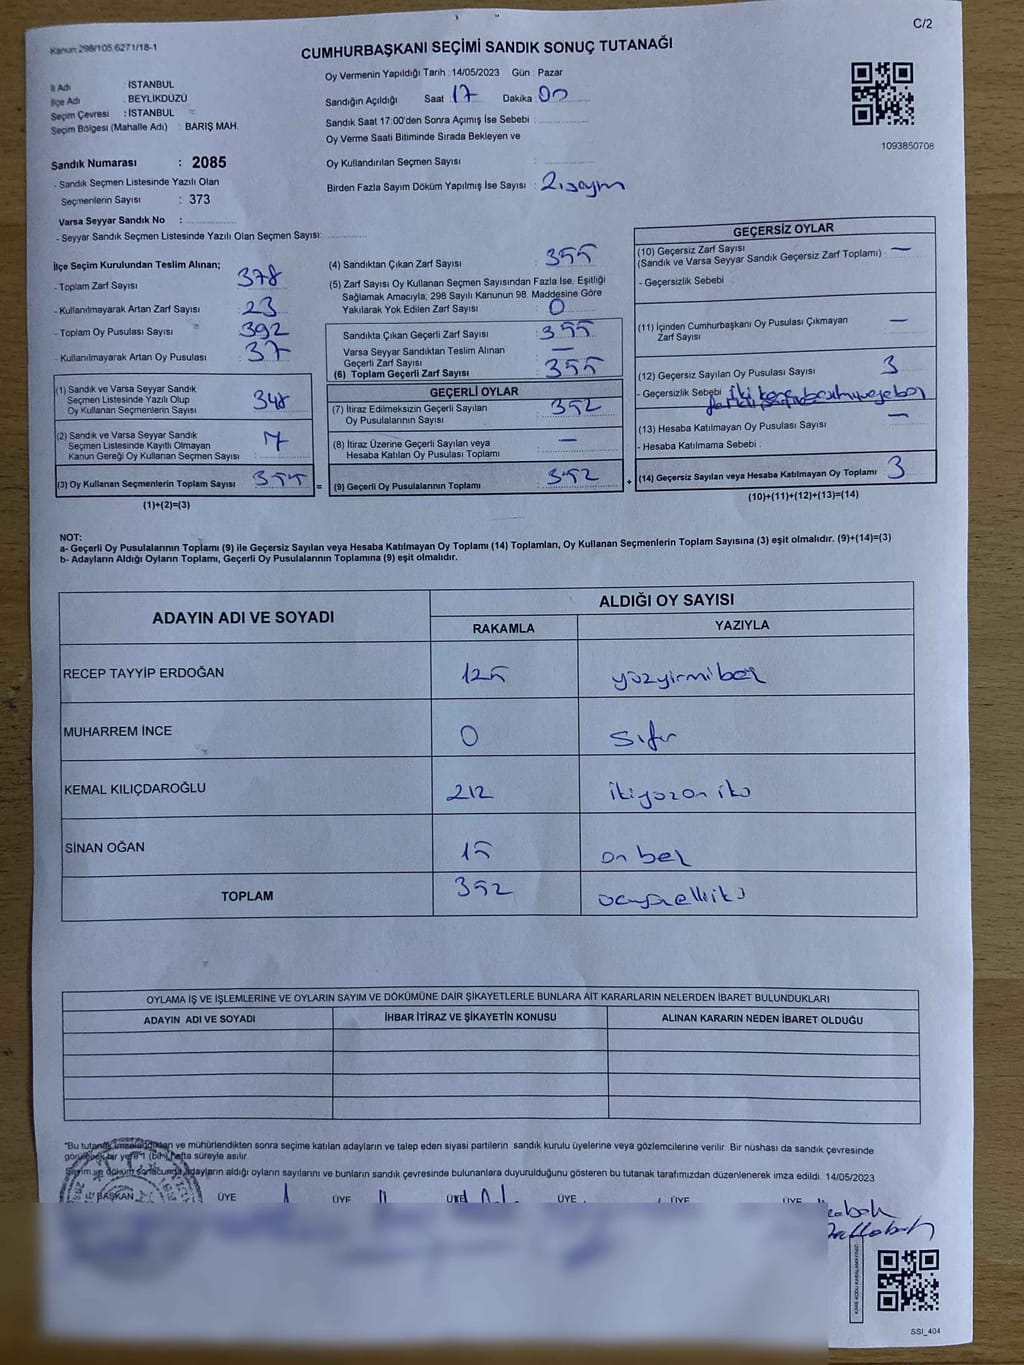 C/2
Kanun:298/105,6271/18-1
CUMHURBAŞKANI SEÇİMİ SANDIK SONUÇ TUTANAĞI
İl Adı : İSTANBUL
İlçe Adı : BEYLİKDÜZÜ
Seçim Çevresi : İSTANBUL
Seçim Bölgesi (Mahalle Adı) : BARIŞ MAH.
Sandık Numarası : 2085
- Sandık Seçmen Listesinde Yazılı Olan
Seçmenlerin Sayısı : 373
Varsa Seyyar Sandık No :
- Seyyar Sandık Seçmen Listesinde Yazılı Olan Seçmen Sayısı:
Oy Vermenin Yapıldığı Tarih : 14/05/2023 Gün : Pazar
Sandığın Açıldığı Saat 17 Dakika 00
Sandık Saat 17:00'den Sonra Açımış İse Sebebi :
Oy Verme Saati Bitiminde Sırada Bekleyen ve
Oy Kullandırılan Seçmen Sayısı :
Birden Fazla Sayım Döküm Yapılmış İse Sayısı : 2.sayım
1093850708
İlçe Seçim Kurulundan Teslim Alınan;
- Toplam Zarf Sayısı : 378
- Kullanılmayarak Artan Zarf Sayısı : 23
- Toplam Oy Pusulası Sayısı : 392
- Kullanılmayarak Artan Oy Pusulası : 37
(1) Sandık ve Varsa Seyyar Sandık
Seçmen Listesinde Yazılı Olup
Oy Kullanan Seçmenlerin Sayısı : 348
(2) Sandık ve Varsa Seyyar Sandık
Seçmen Listesinde Kayıtlı Olmayan
Kanun Gereği Oy Kullanan Seçmen Sayısı : 7
(3) Oy Kullanan Seçmenlerin Toplam Sayısı : 355 =
(1)+(2)=(3)
(4) Sandıktan Çıkan Zarf Sayısı : 355
(5) Zarf Sayısı Oy Kullanan Seçmen Sayısından Fazla İse, Eşitliği
Sağlamak Amacıyla; 298 Sayılı Kanunun 98. Maddesine Göre
Yakılarak Yok Edilen Zarf Sayısı : 0
Sandıkta Çıkan Geçerli Zarf Sayısı : 355
Varsa Seyyar Sandıktan Teslim Alınan
Geçerli Zarf Sayısı : —
(6) Toplam Geçerli Zarf Sayısı : 355
GEÇERLİ OYLAR
(7) İtiraz Edilmeksizin Geçerli Sayılan
Oy Pusulasının Sayısı : 352
(8) İtiraz Üzerine Geçerli Sayılan veya
Hesaba Katılan Oy Pusulası Toplamı : —
(9) Geçerli Oy Pusulalarının Toplamı : 352 +
GEÇERSİZ OYLAR
(10) Geçersiz Zarf Sayısı
(Sandık ve Varsa Seyyar Sandık Geçersiz Zarf Toplamı) : —
- Geçersizlik Sebebi :
(11) İçinden Cumhurbaşkanı Oy Pusulası Çıkmayan
Zarf Sayısı : —
(12) Geçersiz Sayılan Oy Pusulası Sayısı : 3
- Geçersizlik Sebebi :
(13) Hesaba Katılmayan Oy Pusulası Sayısı : —
- Hesaba Katılmama Sebebi :
(14) Geçersiz Sayılan veya Hesaba Katılmayan Oy Toplamı : 3
(10)+(11)+(12)+(13)=(14)
NOT:
a- Geçerli Oy Pusulalarının Toplamı (9) ile Geçersiz Sayılan veya Hesaba Katılmayan Oy Toplamı (14) Toplamları, Oy Kullanan Seçmenlerin Toplam Sayısına (3) eşit olmalıdır. (9)+(14)=(3)
b- Adayların Aldığı Oyların Toplamı, Geçerli Oy Pusulalarının Toplamına (9) eşit olmalıdır.
ADAYIN ADI VE SOYADI ALDIĞI OY SAYISI
RAKAMLA YAZIYLA
RECEP TAYYİP ERDOĞAN 125 yüzyirmibeş
MUHARREM İNCE 0 sıfır
KEMAL KILIÇDAROĞLU 212 ikiyüzoniki
SİNAN OĞAN 15 on beş
TOPLAM 352 üçyüzelliiki
OYLAMA İŞ VE İŞLEMLERİNE VE OYLARIN SAYIM VE DÖKÜMÜNE DAİR ŞİKAYETLERLE BUNLARA AİT KARARLARIN NELERDEN İBARET BULUNDUKLARI
ADAYIN ADI VE SOYADI İHBAR İTİRAZ VE ŞİKAYETİN KONUSU ALINAN KARARIN NEDEN İBARET OLDUĞU
*Bu tutanak imzalandıktan ve mühürlendikten sonra seçime katılan adayların ve talep eden siyasi partilerin sandık kurulu üyelerine veya gözlemcilerine verilir. Bir nüshası da sandık çevresinde
görülecek bir yere 1 (bir) hafta süreyle asılır.
Sayım ve döküm sonucunda adayların aldığı oyların sayılarını ve bunların sandık çevresinde bulunanlara duyurulduğunu gösteren bu tutanak tarafımızdan düzenlenerek imza edildi. 14/05/2023
BAŞKAN ÜYE ÜYE ÜYE ÜYE ÜYE ÜYE
SSI_404